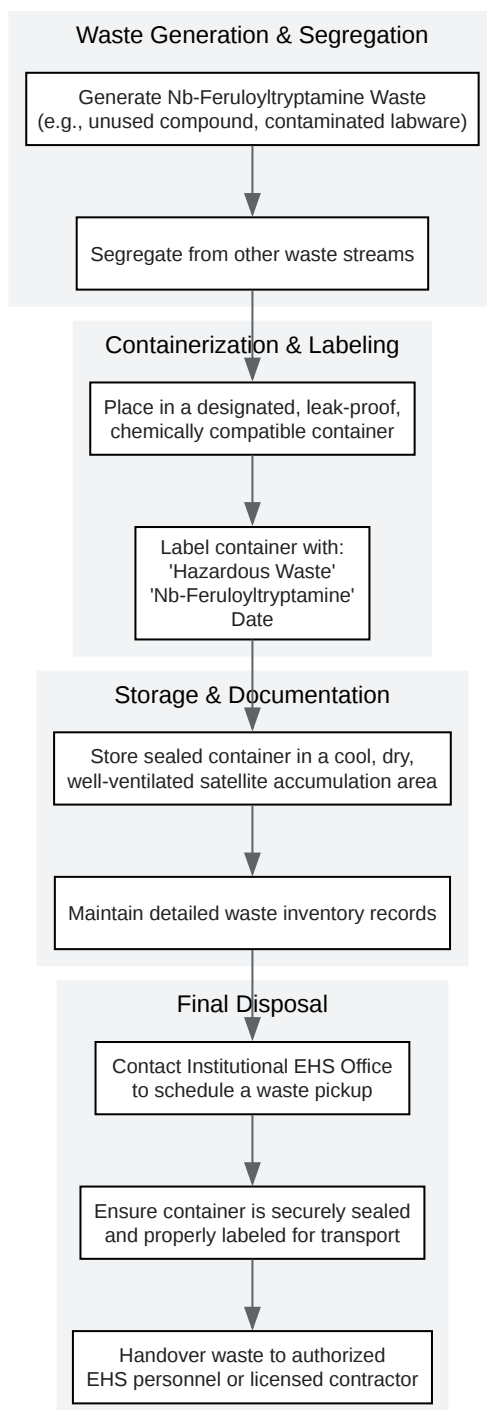 Waste Generation & Segregation
Generate Nb-Feruloyltryptamine Waste
(e.g., unused compound, contaminated labware)
Segregate from other waste streams
Containerization & Labeling
Place in a designated, leak-proof,
chemically compatible container
Label container with:
'Hazardous Waste'
'Nb-Feruloyltryptamine'
Date
Storage & Documentation
Store sealed container in a cool, dry,
well-ventilated satellite accumulation area
Maintain detailed waste inventory records
Final Disposal
Contact Institutional EHS Office
to schedule a waste pickup
Ensure container is securely sealed
and properly labeled for transport
Handover waste to authorized
EHS personnel or licensed contractor